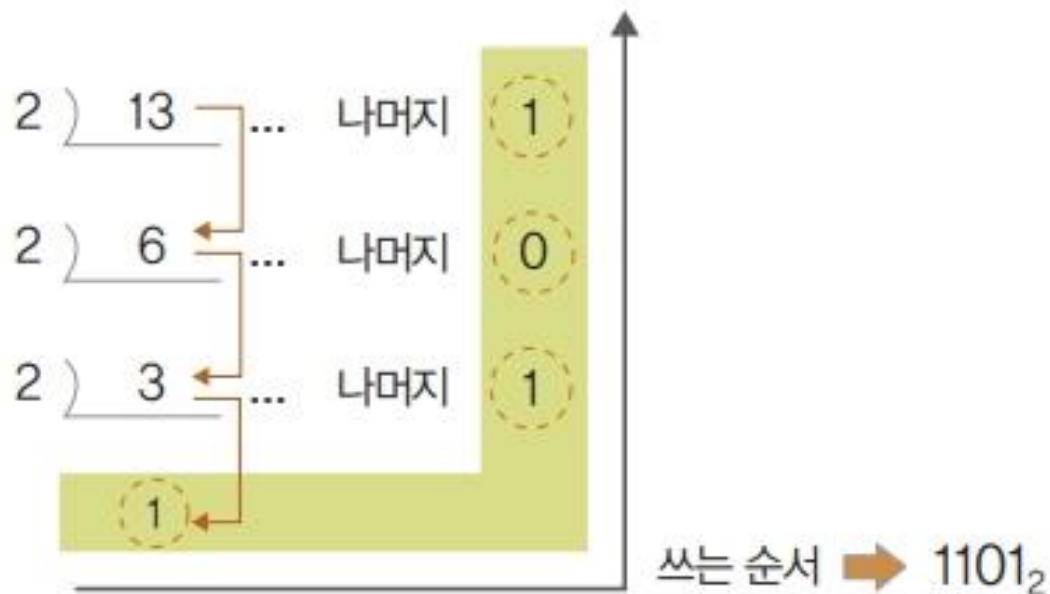 2 ) 13 ... 나머지 1
2 ) 6 ... 나머지 0
2 ) 3 ... 나머지 1
1
쓰는 순서 → 1101₂